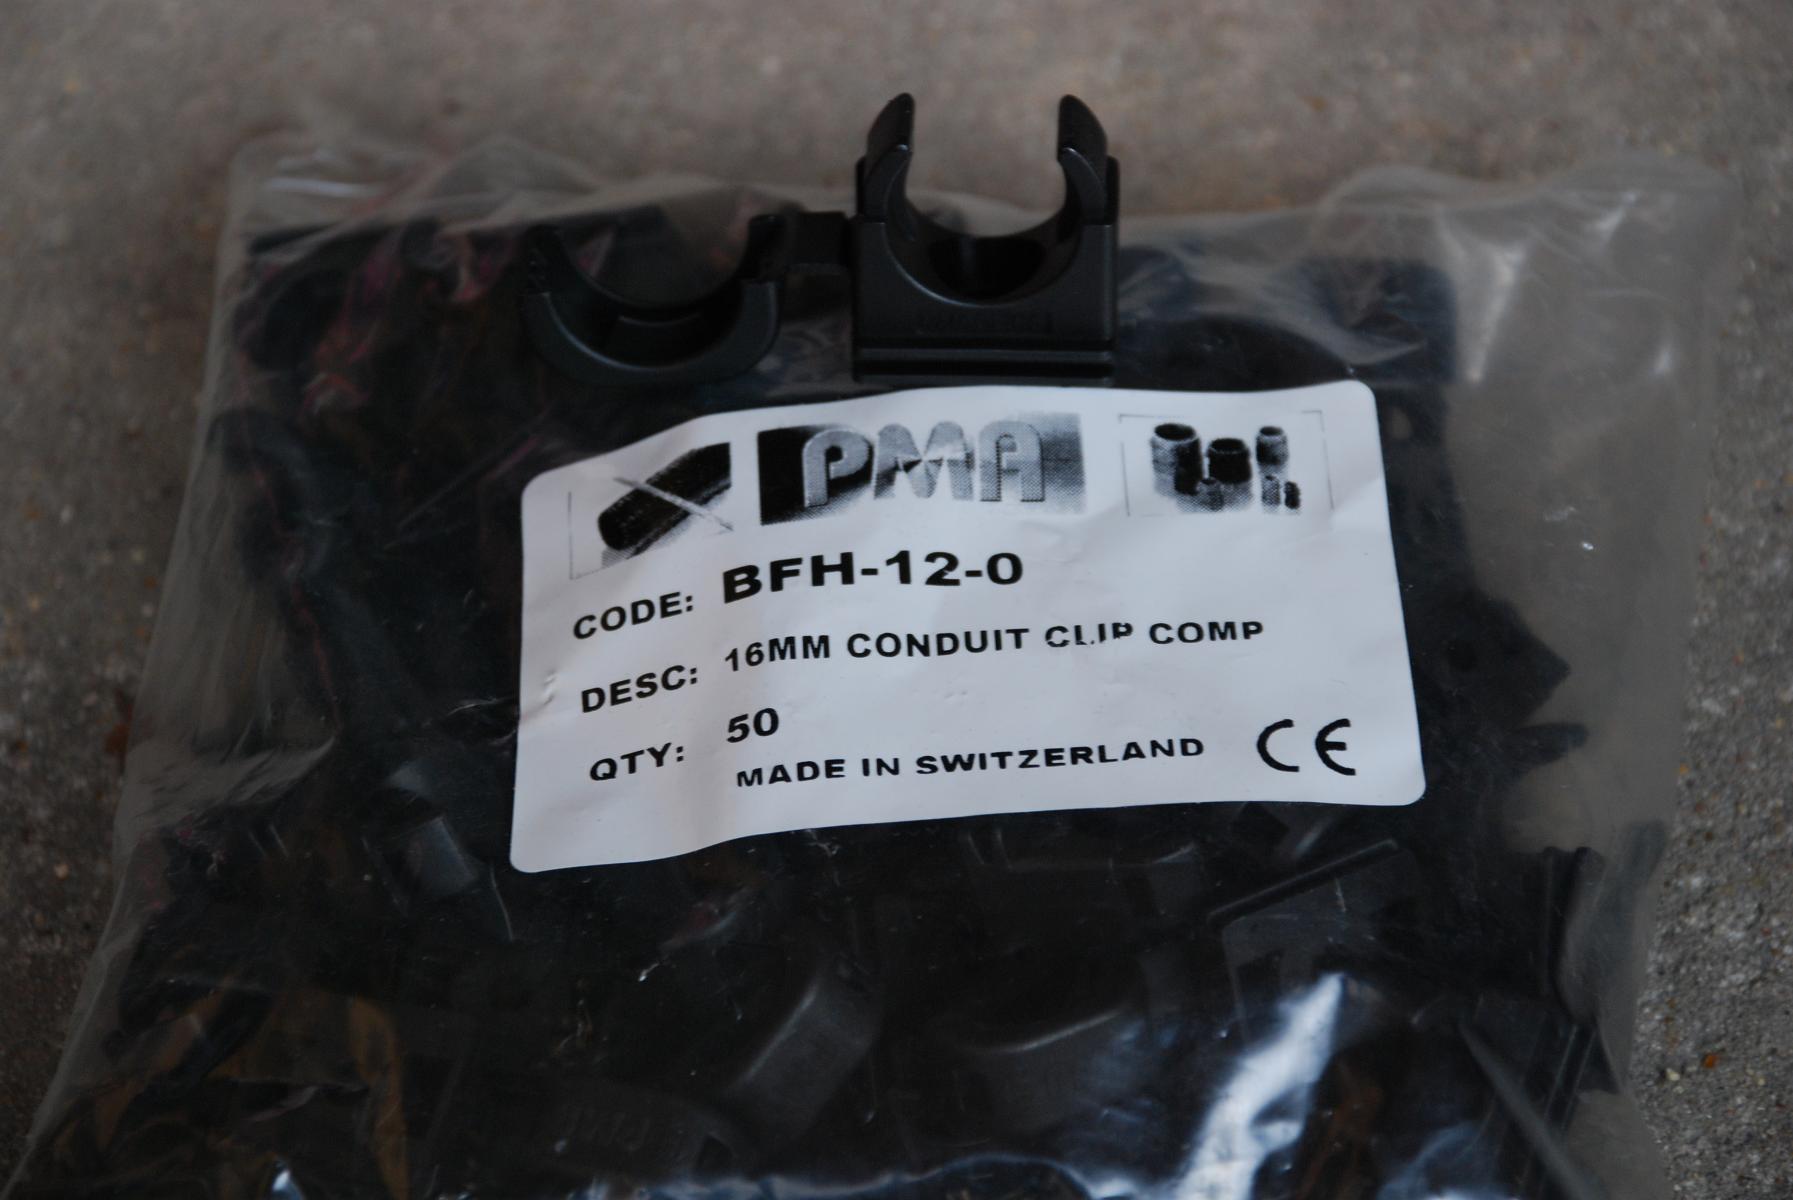 PMA
CODE: BFH-12-0
DESC: 16MM CONDUIT CLIP COMP
QTY: 50
MADE IN SWITZERLAND CE